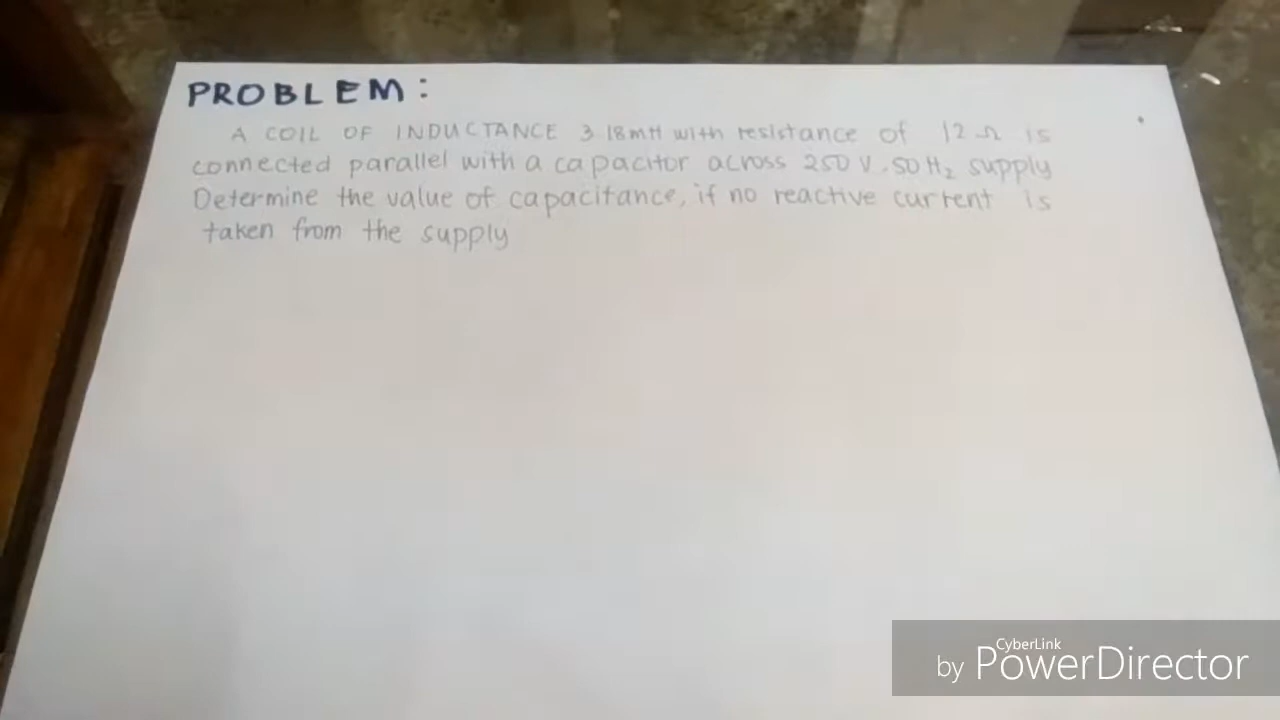 PROBLEM:
A COIL OF INDUCTANCE 3.18mH with resistance of 12 Ω is
connected parallel with a capacitor across 250 V, 50 Hz supply
Determine the value of capacitance, if no reactive current is
taken from the supply
CyberLink
by PowerDirector